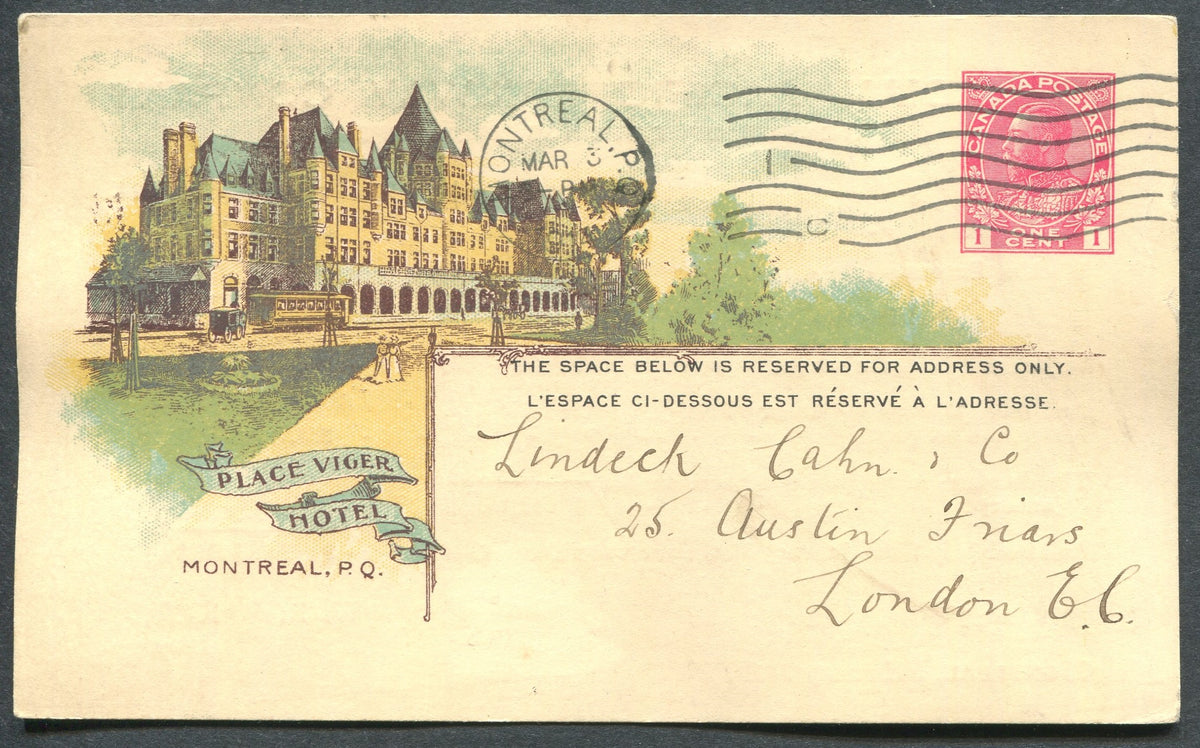 CANADA POSTAGE
1 ONE CENT 1
MONTREAL, P.Q.
MAR 3
THE SPACE BELOW IS RESERVED FOR ADDRESS ONLY.
L'ESPACE CI-DESSOUS EST RÉSERVÉ À L'ADRESSE.
Lindeck Cahn & Co
25. Austin Friars
London E.C.
PLACE VIGER
HOTEL
MONTREAL, P.Q.